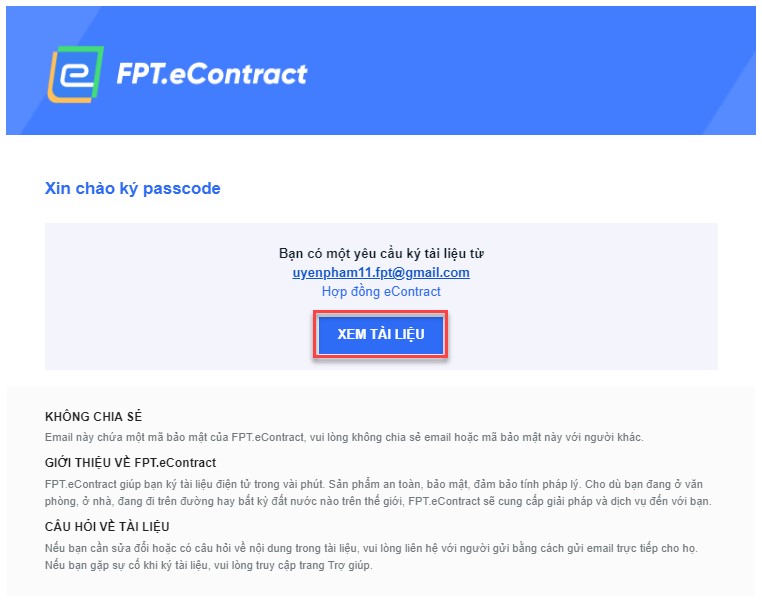 FPT.eContract
Xin chào ký passcode
Bạn có một yêu cầu ký tài liệu từ
uyenpham11.fpt@gmail.com
Hợp đồng eContract
XEM TÀI LIỆU
KHÔNG CHIA SẺ
Email này chứa một mã bảo mật của FPT.eContract, vui lòng không chia sẻ email hoặc mã bảo mật này với người khác.
GIỚI THIỆU VỀ FPT.eContract
FPT.eContract giúp bạn ký tài liệu điện tử trong vài phút. Sản phẩm an toàn, bảo mật, đảm bảo tính pháp lý. Cho dù bạn đang ở văn
phòng, ở nhà, đang đi trên đường hay bất kỳ đất nước nào trên thế giới, FPT.eContract sẽ cung cấp giải pháp và dịch vụ đến với bạn.
CÂU HỎI VỀ TÀI LIỆU
Nếu bạn cần sửa đổi hoặc có câu hỏi về nội dung trong tài liệu, vui lòng liên hệ với người gửi bằng cách gửi email trực tiếp cho họ.
Nếu bạn gặp sự cố khi ký tài liệu, vui lòng truy cập trang Trợ giúp.